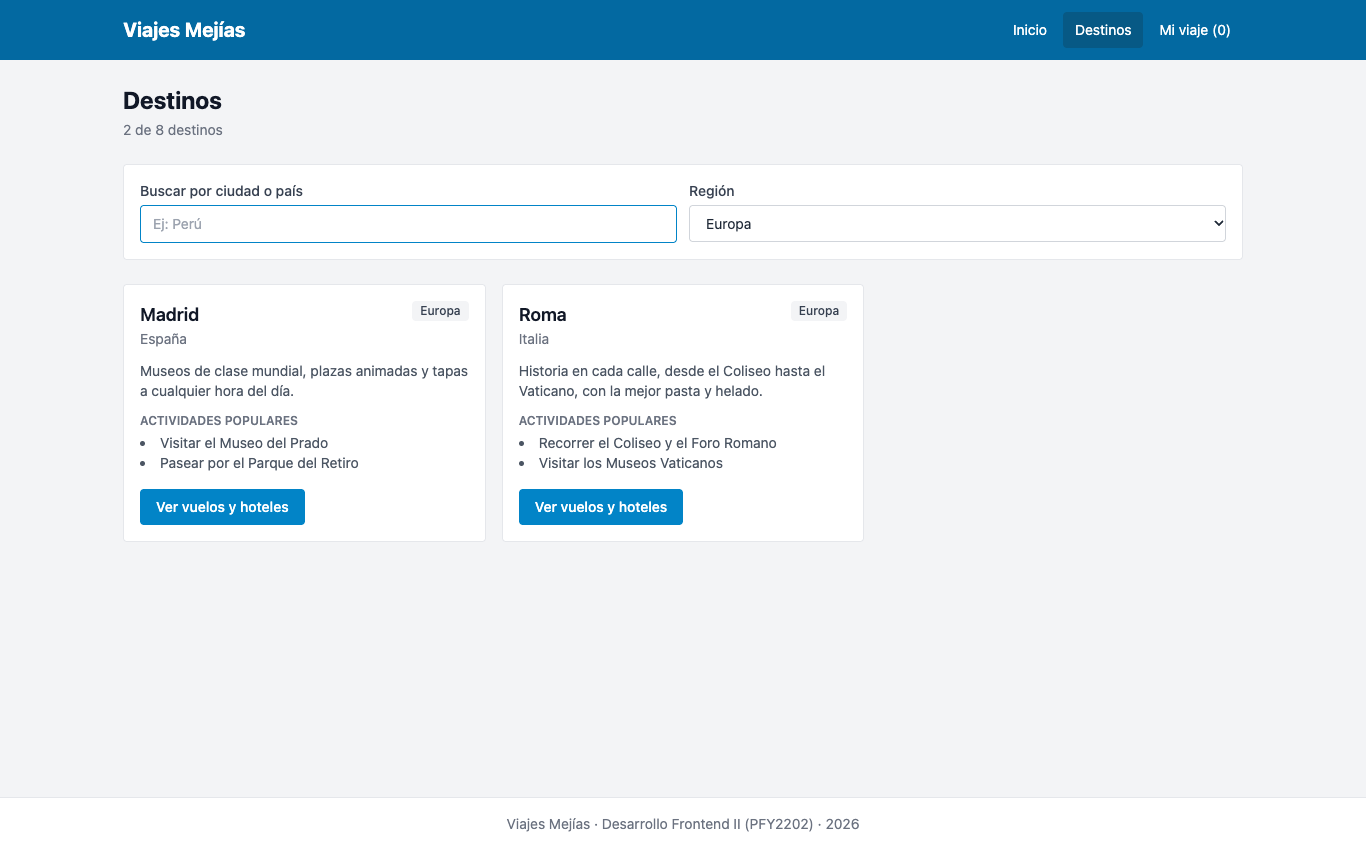 Viajes Mejías
Inicio
Destinos
Mi viaje (0)
Destinos
2 de 8 destinos
Buscar por ciudad o país
Ej: Perú
Región
Europa
Madrid
Europa
España
Museos de clase mundial, plazas animadas y tapas
a cualquier hora del día.
ACTIVIDADES POPULARES
Visitar el Museo del Prado
Pasear por el Parque del Retiro
Ver vuelos y hoteles
Roma
Europa
Italia
Historia en cada calle, desde el Coliseo hasta el
Vaticano, con la mejor pasta y helado.
ACTIVIDADES POPULARES
Recorrer el Coliseo y el Foro Romano
Visitar los Museos Vaticanos
Ver vuelos y hoteles
Viajes Mejías · Desarrollo Frontend II (PFY2202) · 2026